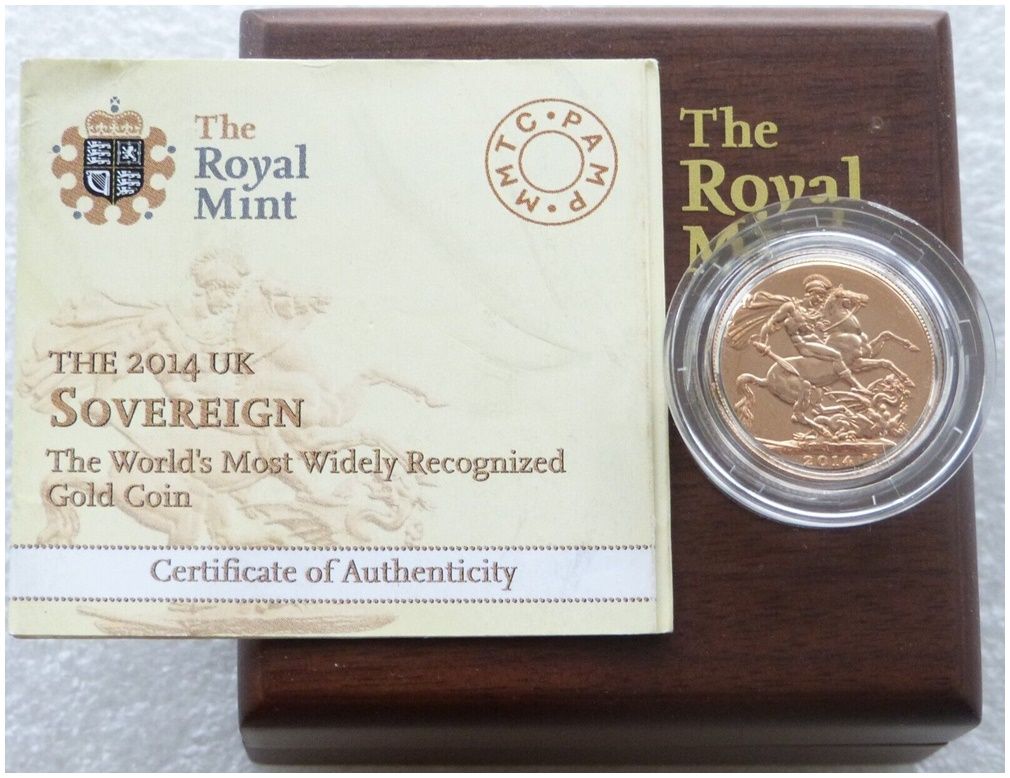 The
Royal
Mint
MMTC • PAMP •
THE 2014 UK
SOVEREIGN
The World's Most Widely Recognized
Gold Coin
Certificate of Authenticity
The
Royal
2014